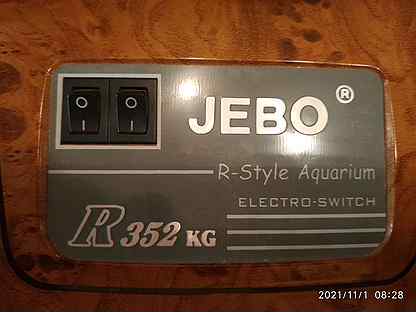 JEBO®
R-Style Aquarium
ELECTRO-SWITCH
R 352 KG
2021/11/1 08:28